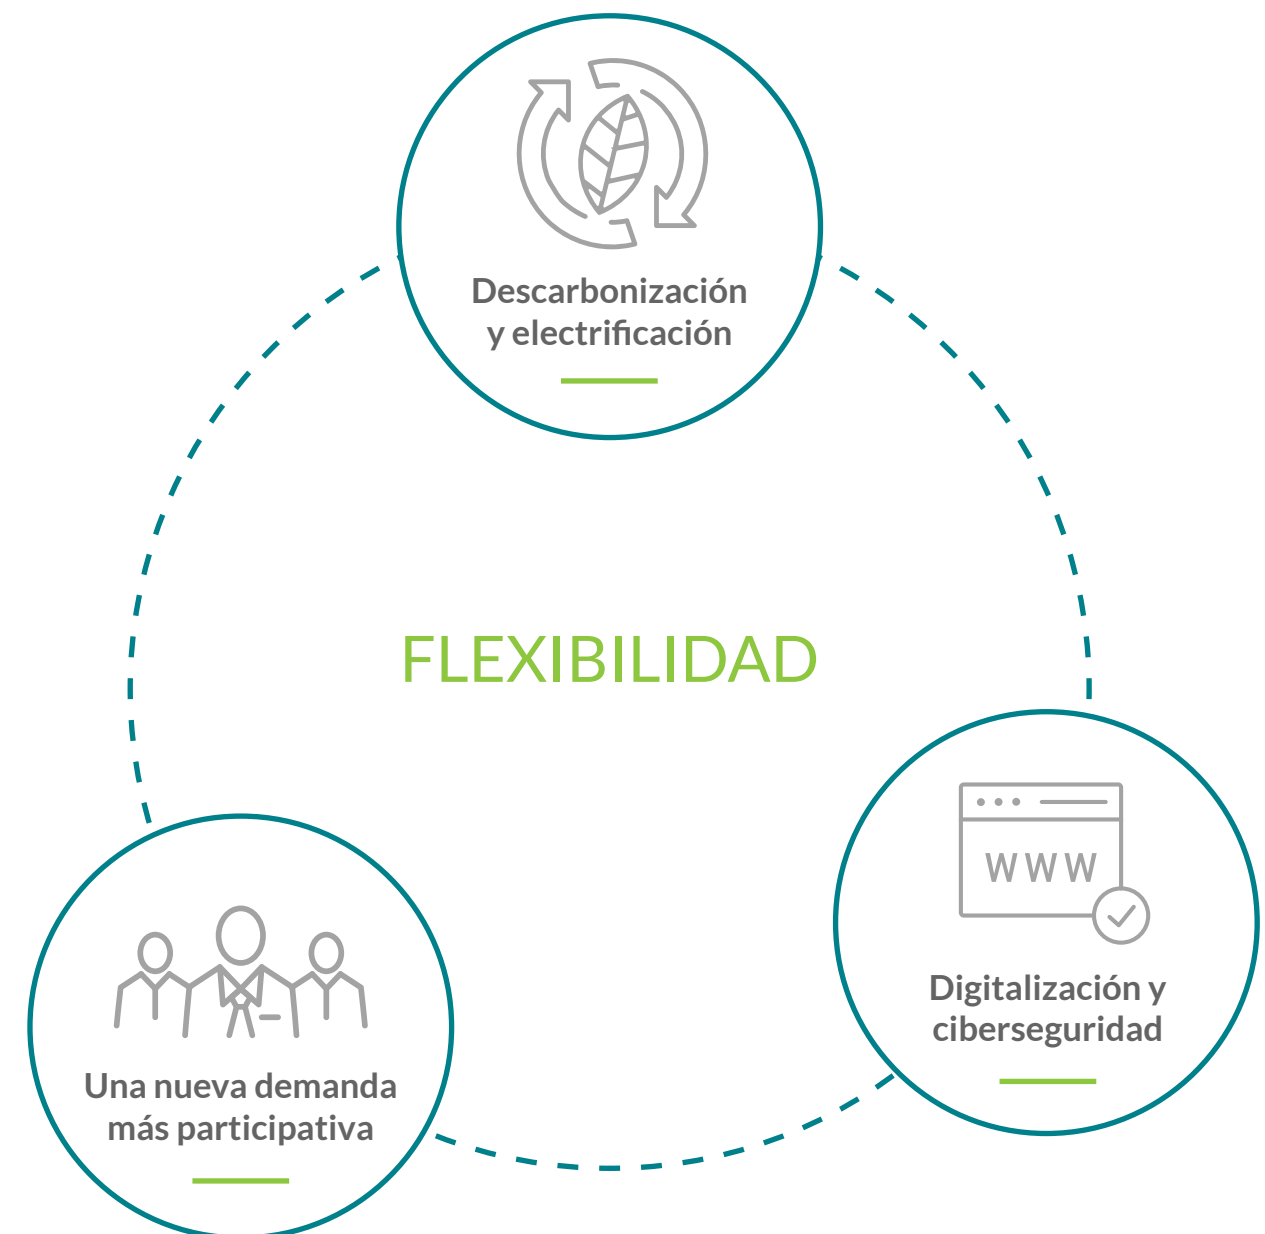 Descarbonización
y electrificación
FLEXIBILIDAD
WWW
Digitalización y
ciberseguridad
Una nueva demanda
más participativa